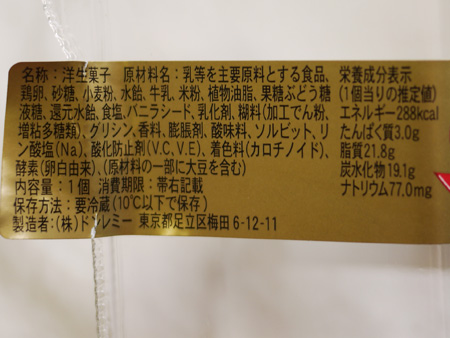 名称：洋生菓子 原材料名：乳等を主要原料とする食品、
鶏卵、砂糖、小麦粉、水飴、牛乳、米粉、植物油脂、果糖ぶどう糖
液糖、還元水飴、食塩、バニラシード、乳化剤、糊料(加工でん粉、
増粘多糖類)、グリシン、香料、膨脹剤、酸味料、ソルビット、リ
ン酸塩(Na)、酸化防止剤(V.C,V.E)、着色料(カロチノイド)、
酵素(卵白由来)、(原材料の一部に大豆を含む)
内容量：1個 消費期限：帯右記載
保存方法：要冷蔵(10℃以下で保存)
製造者：(株)ドンレミー 東京都足立区梅田6-12-11
栄養成分表示
(1個当りの推定値)
エネルギー288kcal
たんぱく質3.0g
脂質21.8g
炭水化物19.1g
ナトリウム77.0mg